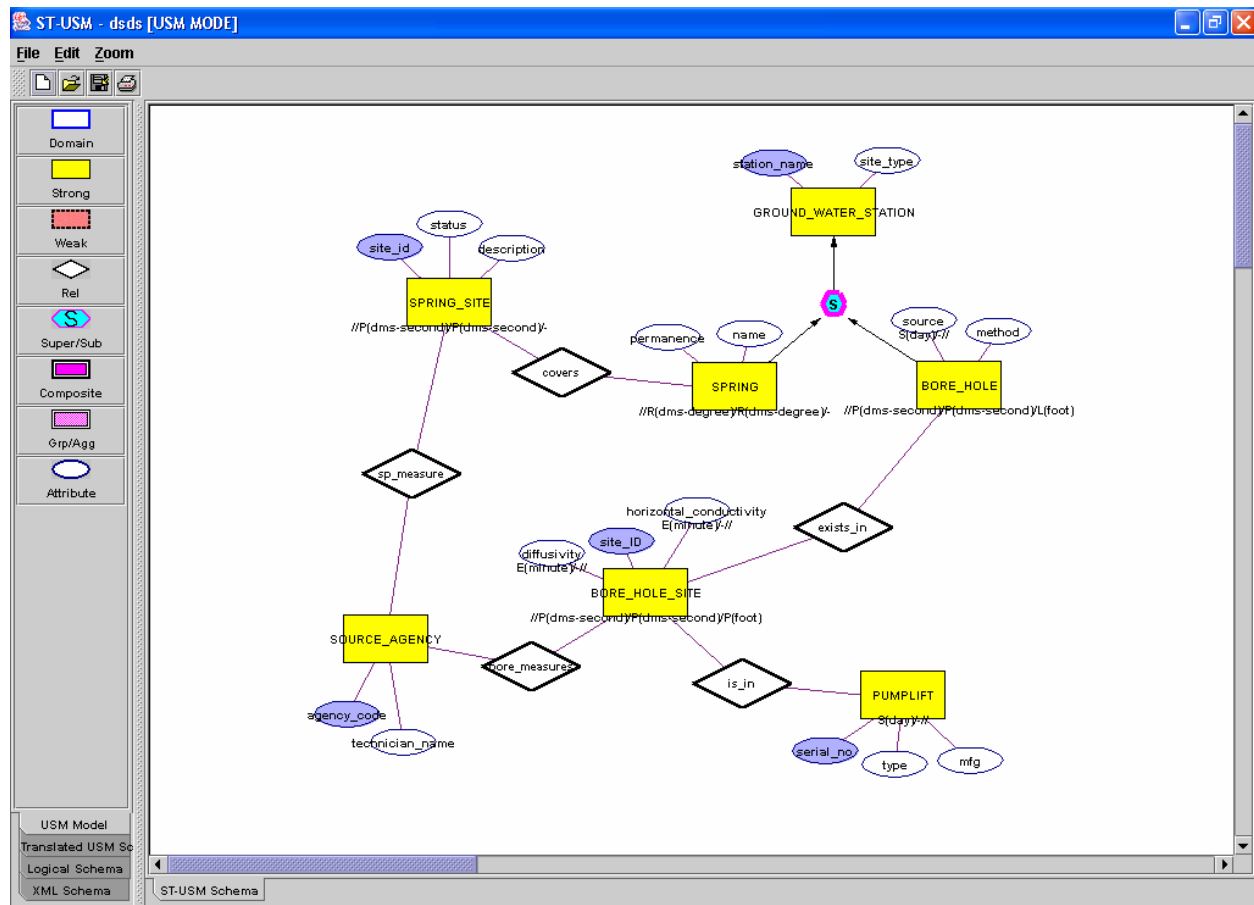 ST-USM - dsds [USM MODE]
File Edit Zoom
Domain
Strong
Weak
Rel
S
Super/Sub
Composite
Grp/Agg
Attribute
USM Model
Translated USM Sc
Logical Schema
XML Schema
station_name
site_type
GROUND_WATER_STATION
status
site_id
description
SPRING_SITE
//P(dms-second)/P(dms-second)/-
S
source
S(day)/-//
method
permanence
name
covers
SPRING
//R(dms-degree)/R(dms-degree)/-
BORE_HOLE
//P(dms-second)/P(dms-second)/L(foot)
sp_measure
horizontal_conductivity
E(minute)/-//
exists_in
diffusivity
E(minute)/-//
site_ID
BORE_HOLE_SITE
//P(dms-second)/P(dms-second)/P(foot)
SOURCE_AGENCY
bore_measures
is_in
PUMPLIFT
S(day)/-//
agency_code
technician_name
serial_no
type
mfg
ST-USM Schema